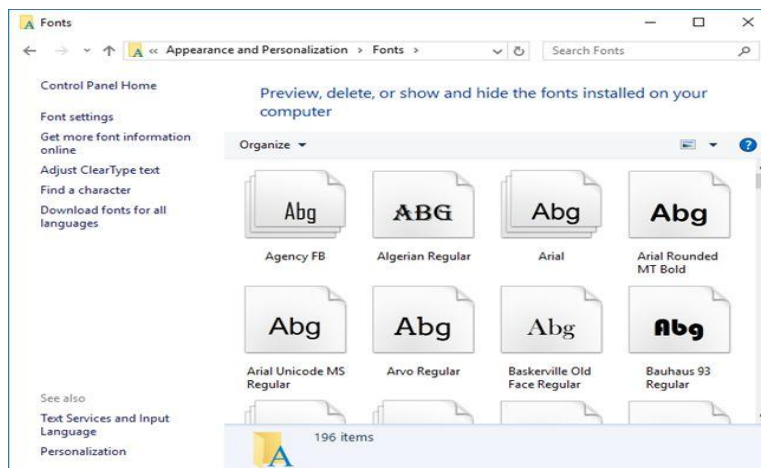 Fonts
« Appearance and Personalization > Fonts >
Search Fonts
Control Panel Home
Font settings
Get more font information
online
Adjust ClearType text
Find a character
Download fonts for all
languages
See also
Text Services and Input
Language
Personalization
Preview, delete, or show and hide the fonts installed on your
computer
Organize
?
Abg
ABG
Abg
Abg
Agency FB
Algerian Regular
Arial
Arial Rounded
MT Bold
Abg
Abg
Abg
Abg
Arial Unicode MS
Regular
Arvo Regular
Baskerville Old
Face Regular
Bauhaus 93
Regular
196 items